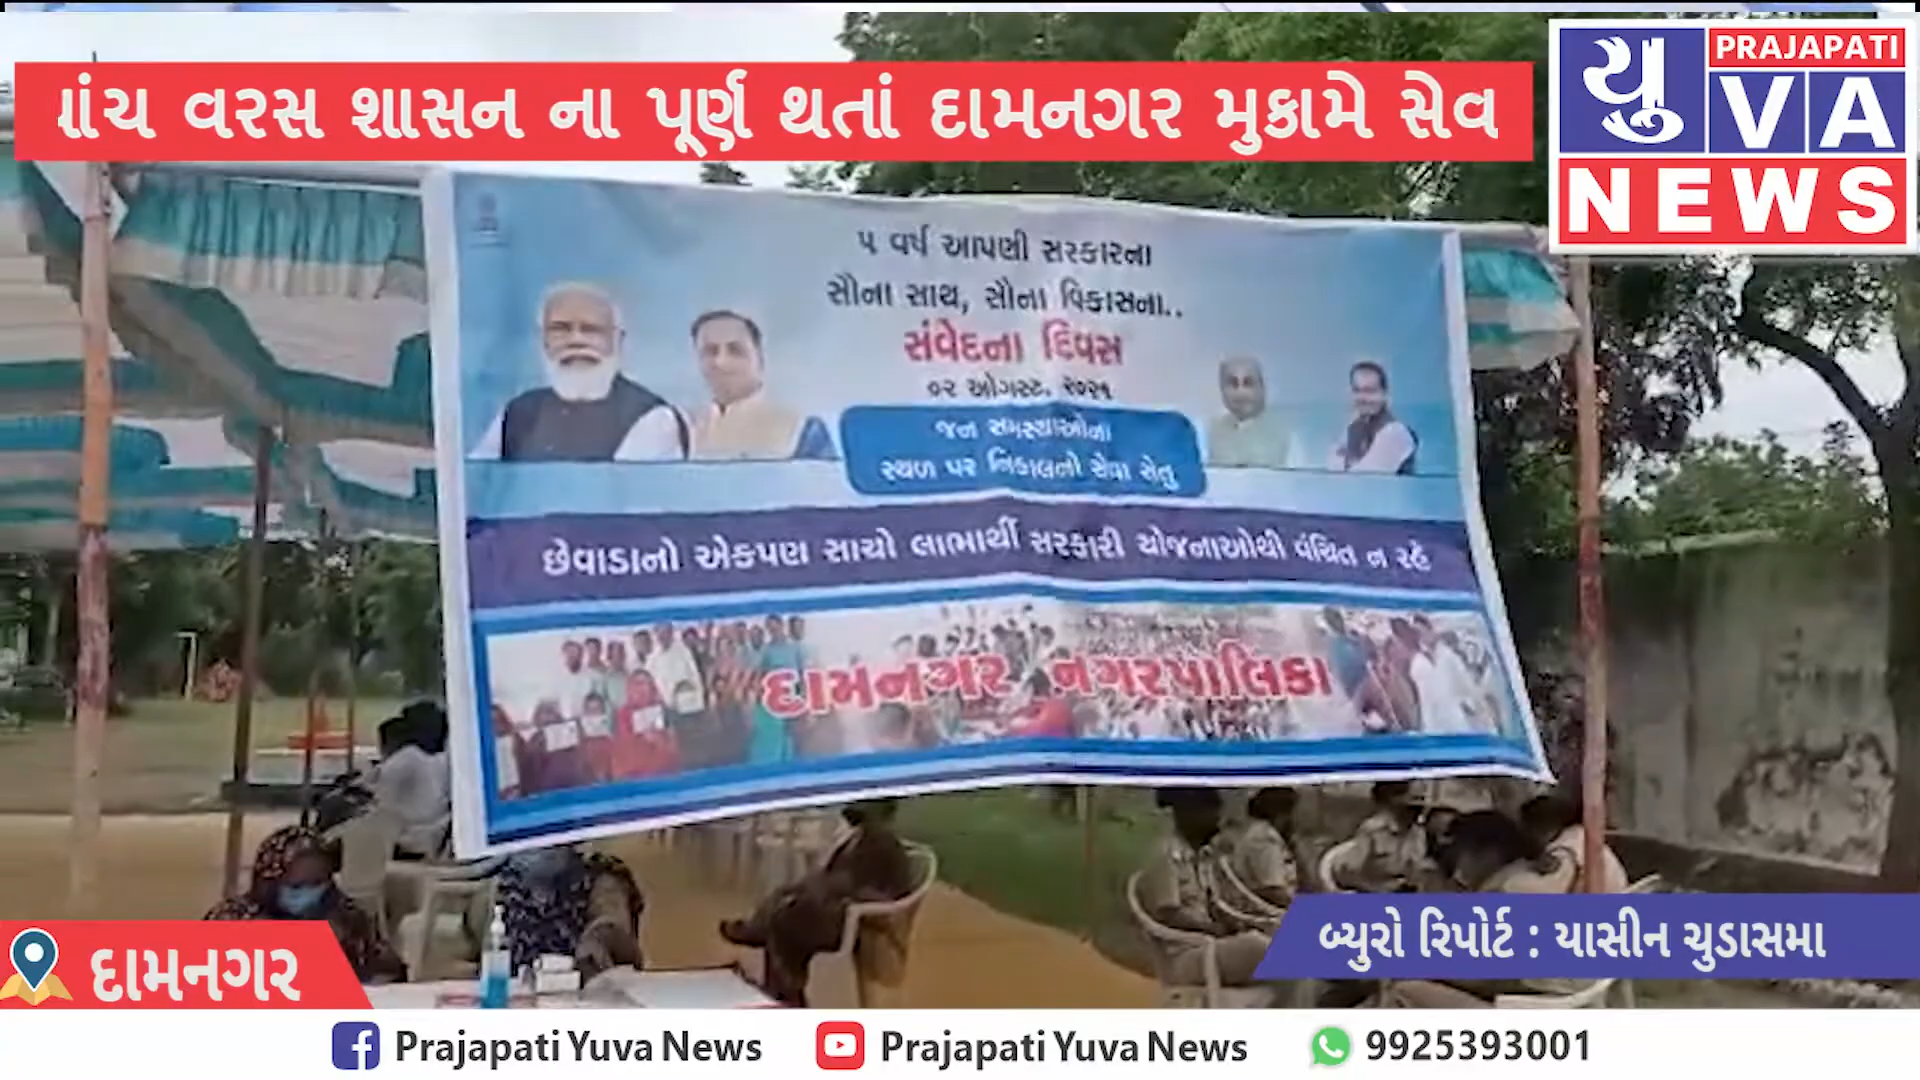 પાંચ વરસ શાસન ના પૂર્ણ થતાં દામનગર મુકામે સેવ
PRAJAPATI
યુVA
NEWS
૫ વર્ષ આપણી સરકારના
સૌના સાથ, સૌના વિકાસના..
સંવેદના દિવસ
૦૨ ઓગસ્ટ, ૨૦૨૧
જન સમસ્યાઓના
સ્થળ પર નિકાલનો સેવા સેતુ
છેવાડાનો એકપણ સાચો લાભાર્થી સરકારી યોજનાઓથી વંચિત ન રહે
દામનગર નગરપાલિકા
બ્યુરો રિપોર્ટ : યાસીન ચુડાસમા
દામનગર
Prajapati Yuva News Prajapati Yuva News 9925393001